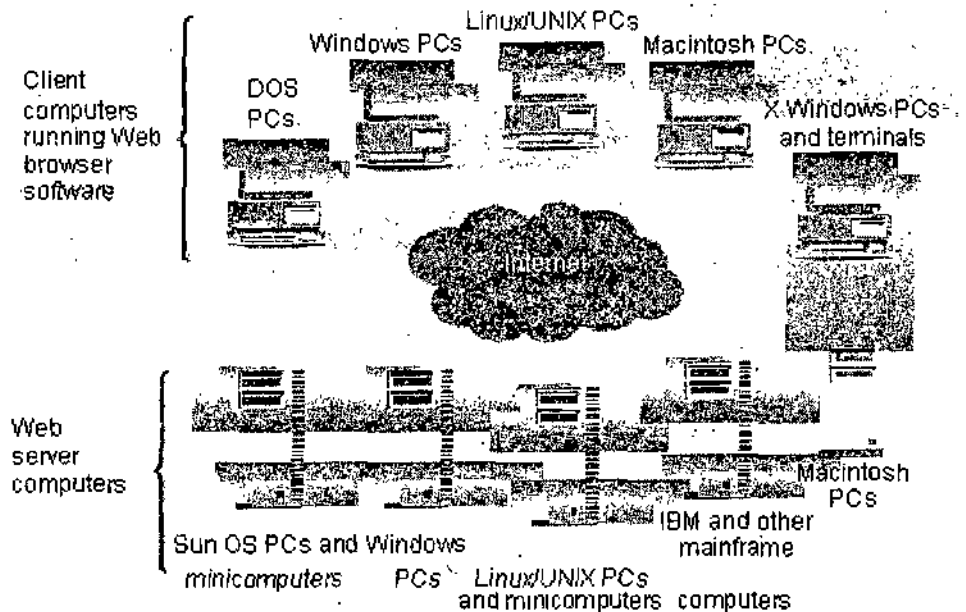 Linux/UNIX PCs
Windows PCs
Macintosh PCs.
Client
computers
running Web
browser
software
DOS
PCs.
X-Windows PCs
and terminals
Internet
Web
server
computers
Macintosh
PCs
IBM and other
mainframe
Sun OS PCs and Windows
minicomputers PCs Linux/UNIX PCs
and minicomputers computers